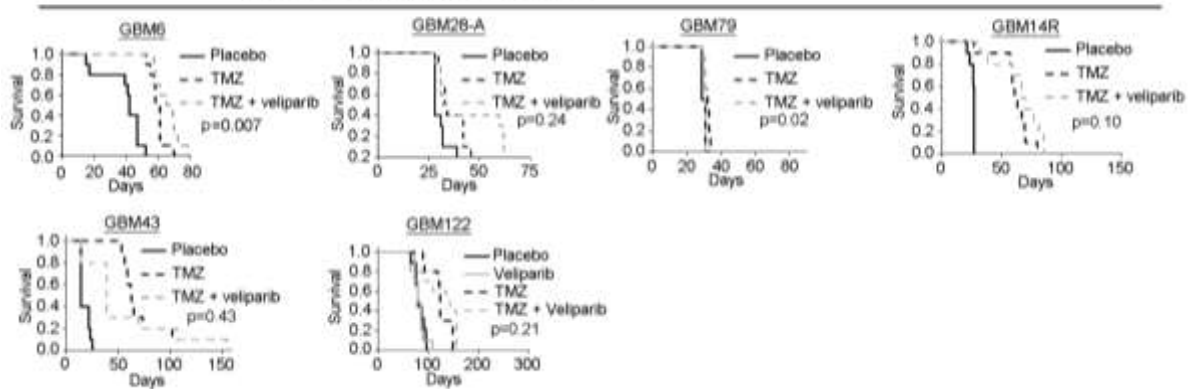 GBM6
Survival
1.0
0.8
0.6
0.4
0.2
0.0
0 20 40 60 80
Days
Placebo
TMZ
TMZ + veliparib
p=0.007
GBM28-A
Survival
1.0
0.8
0.6
0.4
0.2
0.2
0 25 50 75
Days
Placebo
TMZ
TMZ + veliparib
p=0.24
GBM79
Survival
1.0
0.8
0.6
0.4
0.2
0.0
0 20 40 60 80
Days
Placebo
TMZ
TMZ + veliparib
p=0.02
GBM14R
Survival
1.0
0.8
0.6
0.4
0.2
0.0
0 50 100 150
Days
Placebo
TMZ
TMZ + veliparib
p=0.10
GBM43
Survival
1.0
0.8
0.6
0.4
0.2
0.0
0 50 100 150
Days
Placebo
TMZ
TMZ + veliparib
p=0.43
GBM122
Survival
1.0
0.8
0.6
0.4
0.2
0.0
0 100 200 300
Days
Placebo
Veliparib
TMZ
TMZ + Veliparib
p=0.21